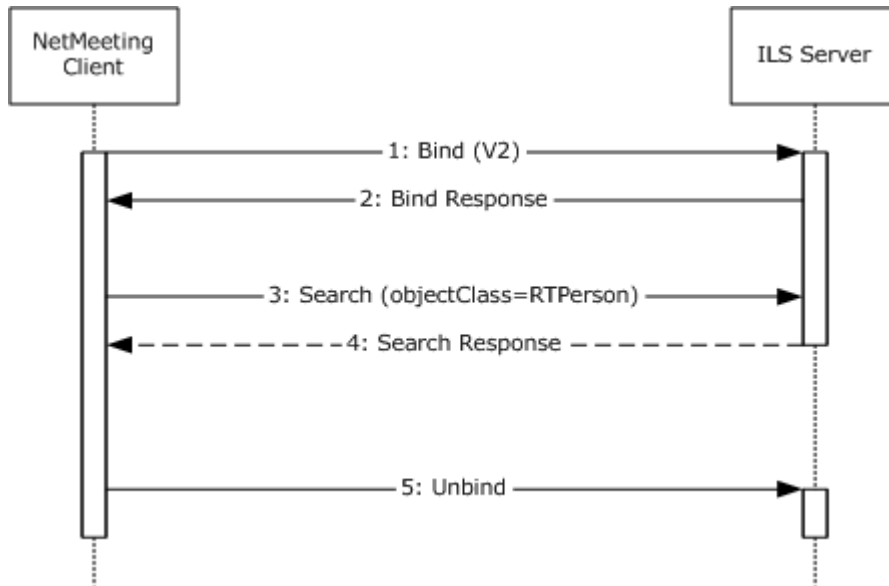 NetMeeting
Client
ILS Server
1: Bind (V2)
2: Bind Response
3: Search (objectClass=RTPerson)
4: Search Response
5: Unbind